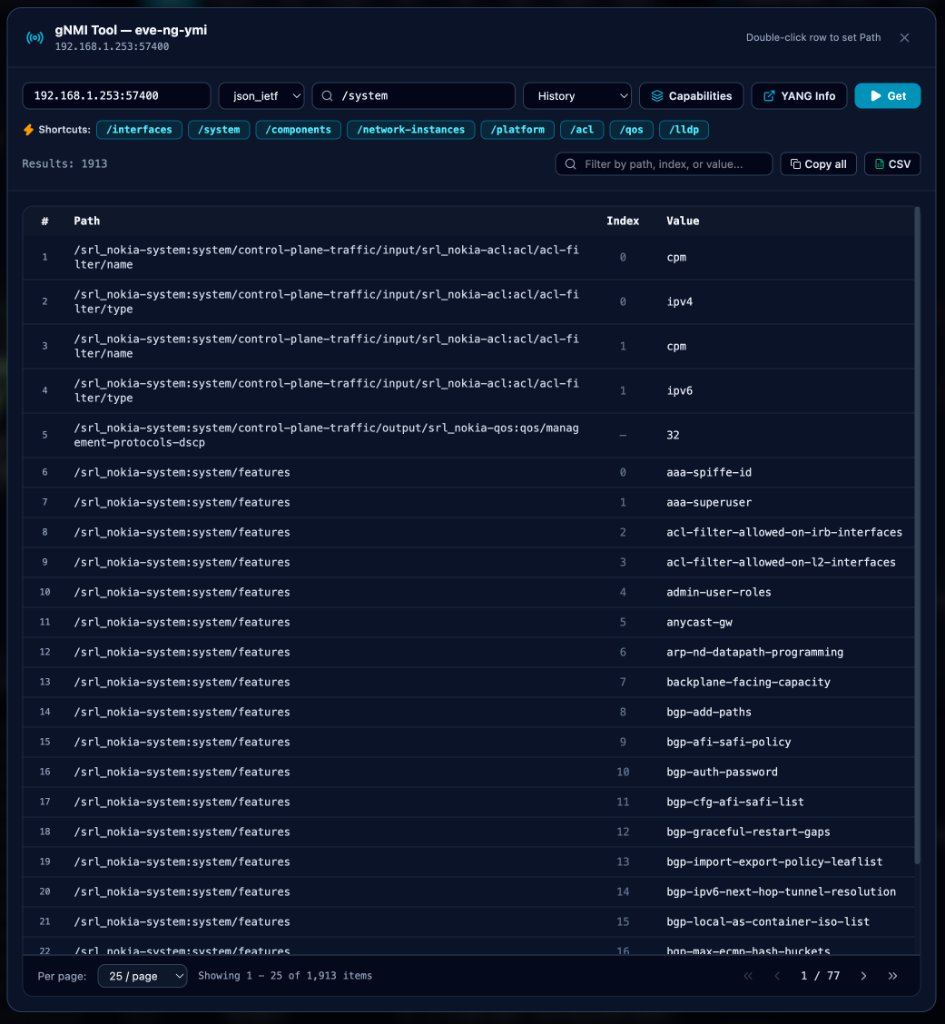 gNMI Tool — eve-ng-ymi
192.168.1.253:57400
Double-click row to set Path
192.168.1.253:57400 json_ietf /system History Capabilities YANG Info Get
Shortcuts: /interfaces /system /components /network-instances /platform /acl /qos /lldp
Results: 1913 Filter by path, index, or value... Copy all CSV
# Path Index Value
1 /srl_nokia-system:system/control-plane-traffic/input/srl_nokia-acl:acl/acl-fi 0 cpm
lter/name
2 /srl_nokia-system:system/control-plane-traffic/input/srl_nokia-acl:acl/acl-fi 0 ipv4
lter/type
3 /srl_nokia-system:system/control-plane-traffic/input/srl_nokia-acl:acl/acl-fi 1 cpm
lter/name
4 /srl_nokia-system:system/control-plane-traffic/input/srl_nokia-acl:acl/acl-fi 1 ipv6
lter/type
5 /srl_nokia-system:system/control-plane-traffic/output/srl_nokia-qos:qos/manag — 32
ement-protocols-dscp
6 /srl_nokia-system:system/features 0 aaa-spiffe-id
7 /srl_nokia-system:system/features 1 aaa-superuser
8 /srl_nokia-system:system/features 2 acl-filter-allowed-on-irb-interfaces
9 /srl_nokia-system:system/features 3 acl-filter-allowed-on-l2-interfaces
10 /srl_nokia-system:system/features 4 admin-user-roles
11 /srl_nokia-system:system/features 5 anycast-gw
12 /srl_nokia-system:system/features 6 arp-nd-datapath-programming
13 /srl_nokia-system:system/features 7 backplane-facing-capacity
14 /srl_nokia-system:system/features 8 bgp-add-paths
15 /srl_nokia-system:system/features 9 bgp-afi-safi-policy
16 /srl_nokia-system:system/features 10 bgp-auth-password
17 /srl_nokia-system:system/features 11 bgp-cfg-afi-safi-list
18 /srl_nokia-system:system/features 12 bgp-graceful-restart-gaps
19 /srl_nokia-system:system/features 13 bgp-import-export-policy-leaflist
20 /srl_nokia-system:system/features 14 bgp-ipv6-next-hop-tunnel-resolution
21 /srl_nokia-system:system/features 15 bgp-local-as-container-iso-list
22 /srl_nokia-system:system/features 16 bgp-max-ecmp-hash-buckets
Per page: 25 / page Showing 1 – 25 of 1,913 items « ‹ 1 / 77 › »